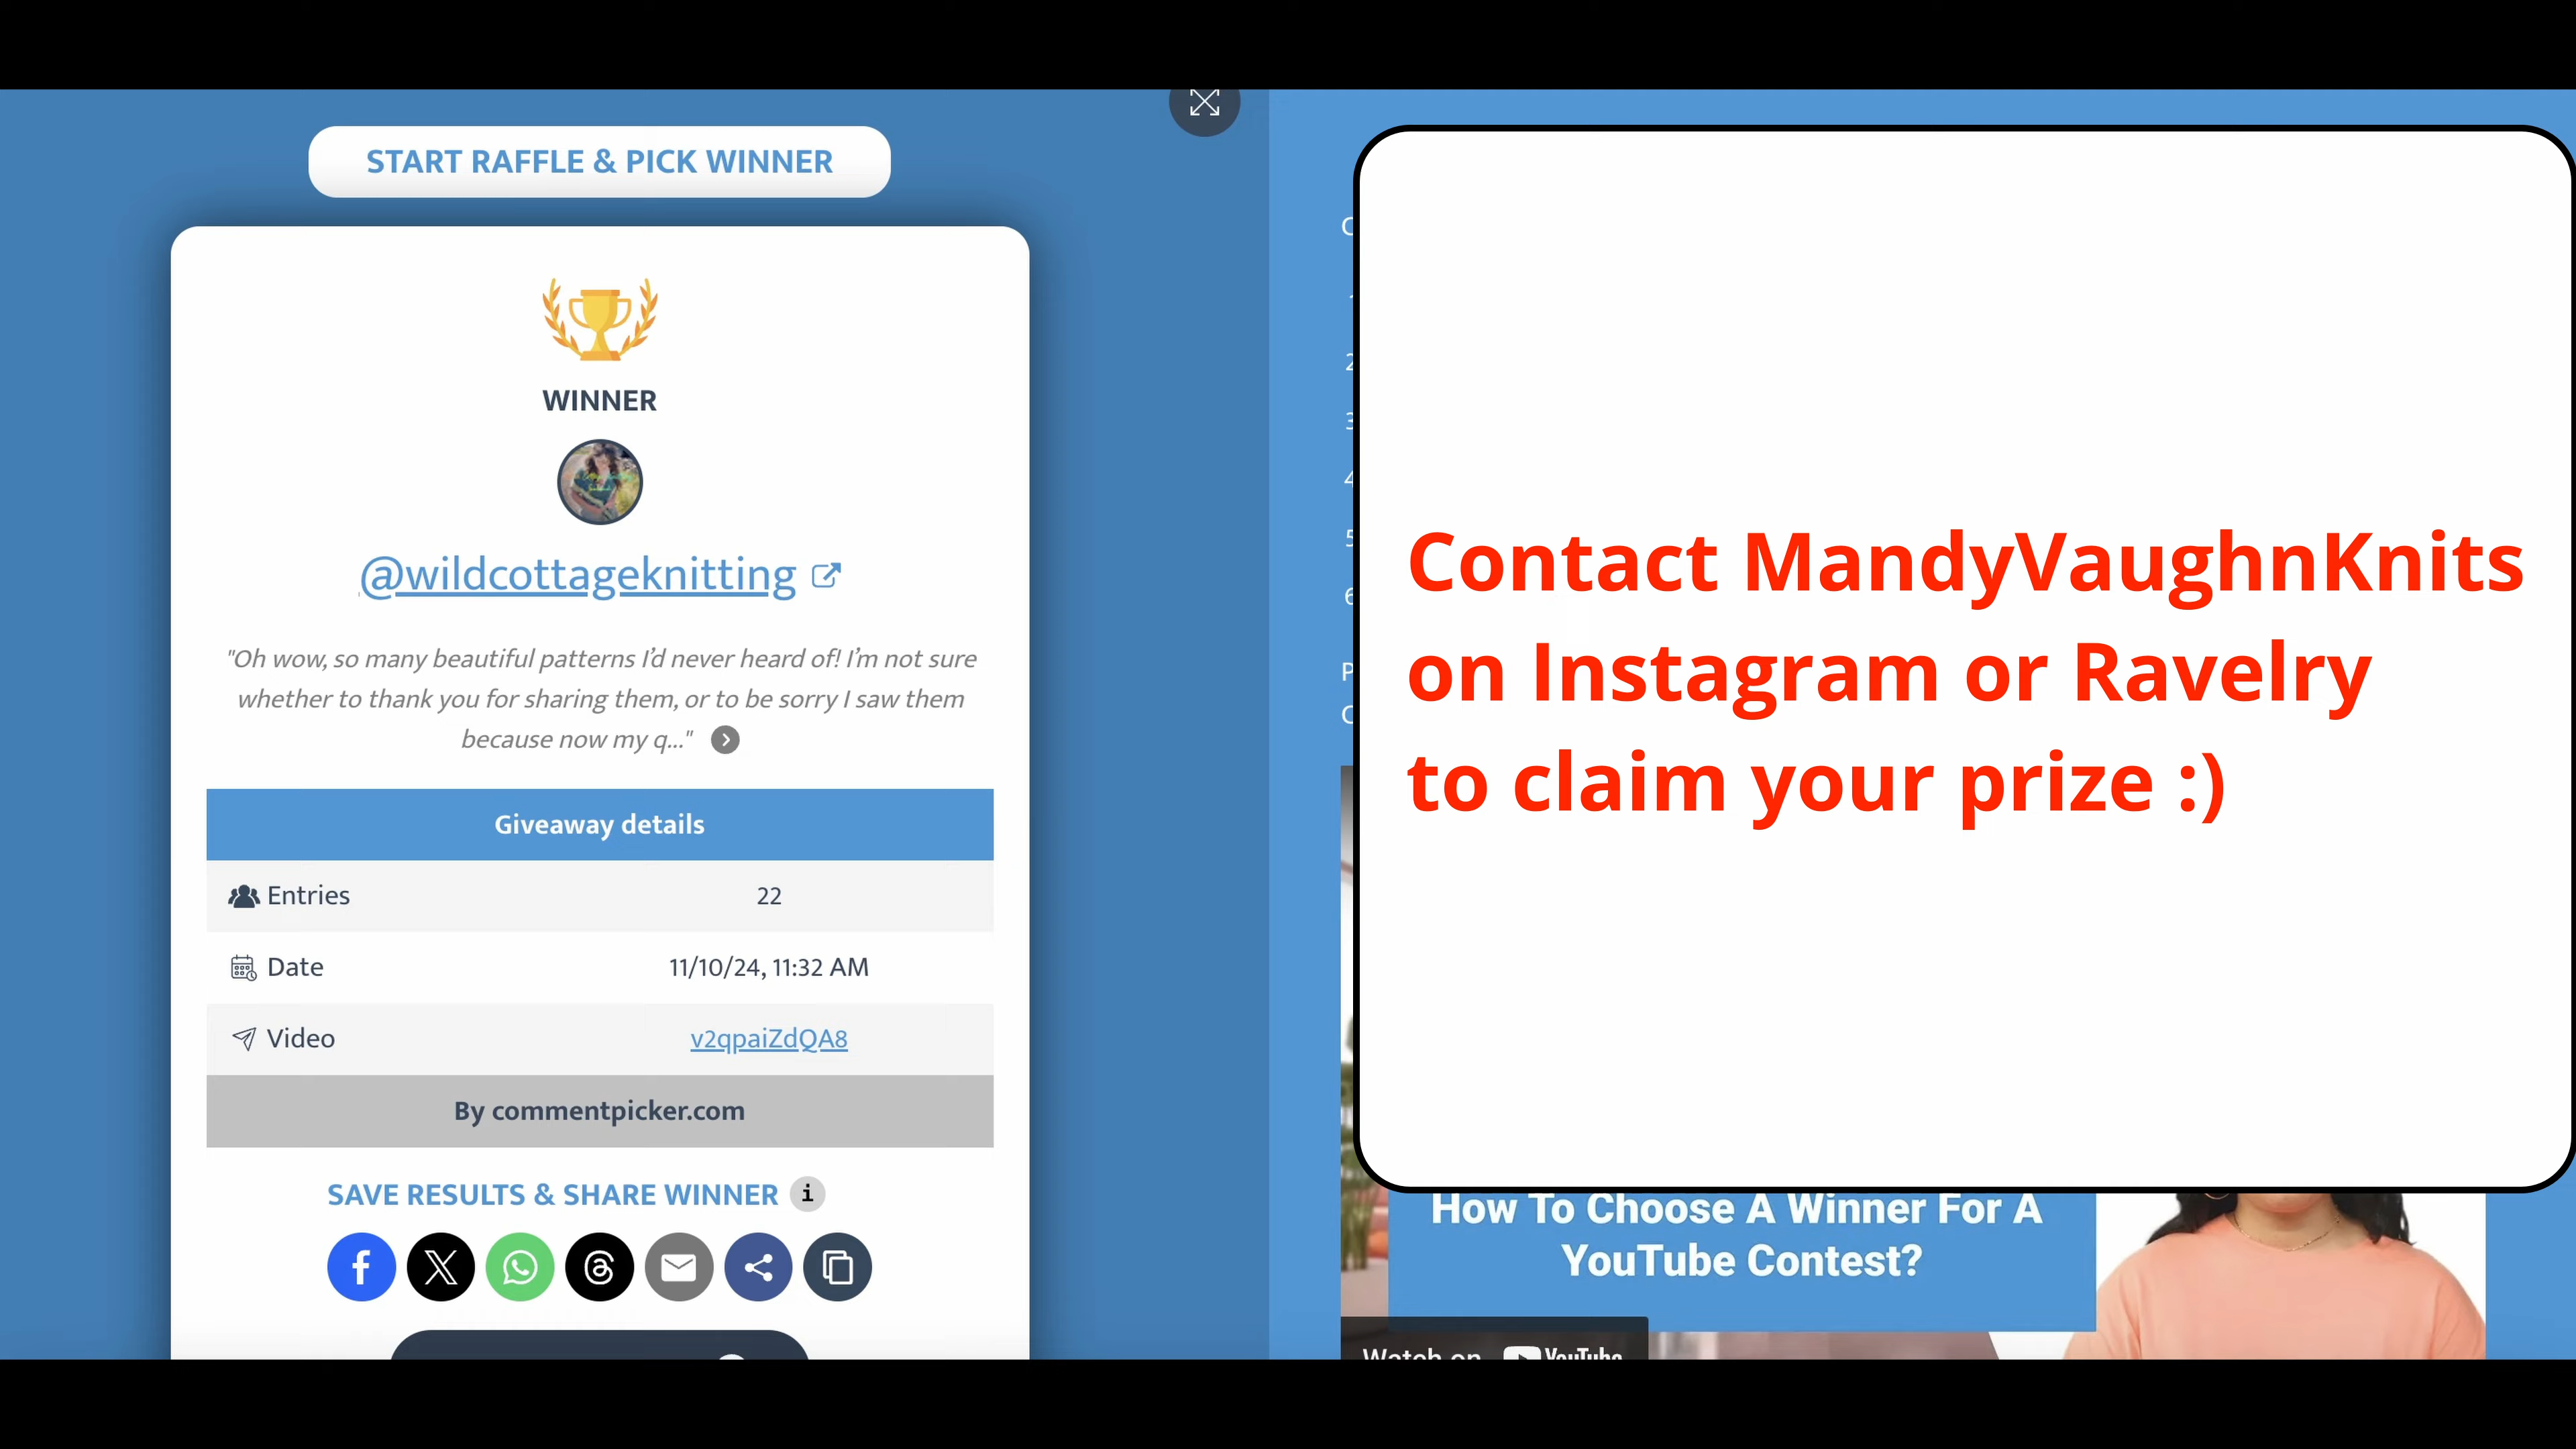 START RAFFLE & PICK WINNER
WINNER
@wildcottageknitting
"Oh wow, so many beautiful patterns I'd never heard of! I'm not sure
whether to thank you for sharing them, or to be sorry I saw them
because now my q..."
Giveaway details
Entries 22
Date 11/10/24, 11:32 AM
Video v2qpaiZdQA8
By commentpicker.com
SAVE RESULTS & SHARE WINNER i
Contact MandyVaughnKnits
on Instagram or Ravelry
to claim your prize :)
How To Choose A Winner For A
YouTube Contest?
Watch on YouTube